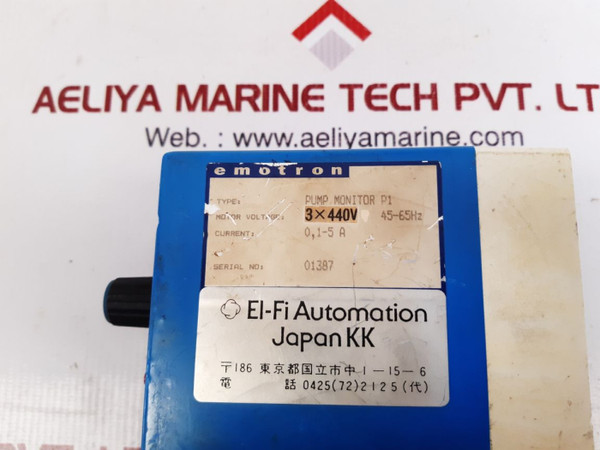 AELIYA MARINE TECH PVT. LT
Web. : www.aeliyamarine.com
emotron
TYPE: PUMP MONITOR P1
MOTOR VOLTAGE: 3×440V 45-65Hz
CURRENT: 0,1-5 A
SERIAL NO: 01387
El-Fi Automation
Japan KK
〒186 東京都国立市中1-15-6
電 話 0425(72)2125(代)